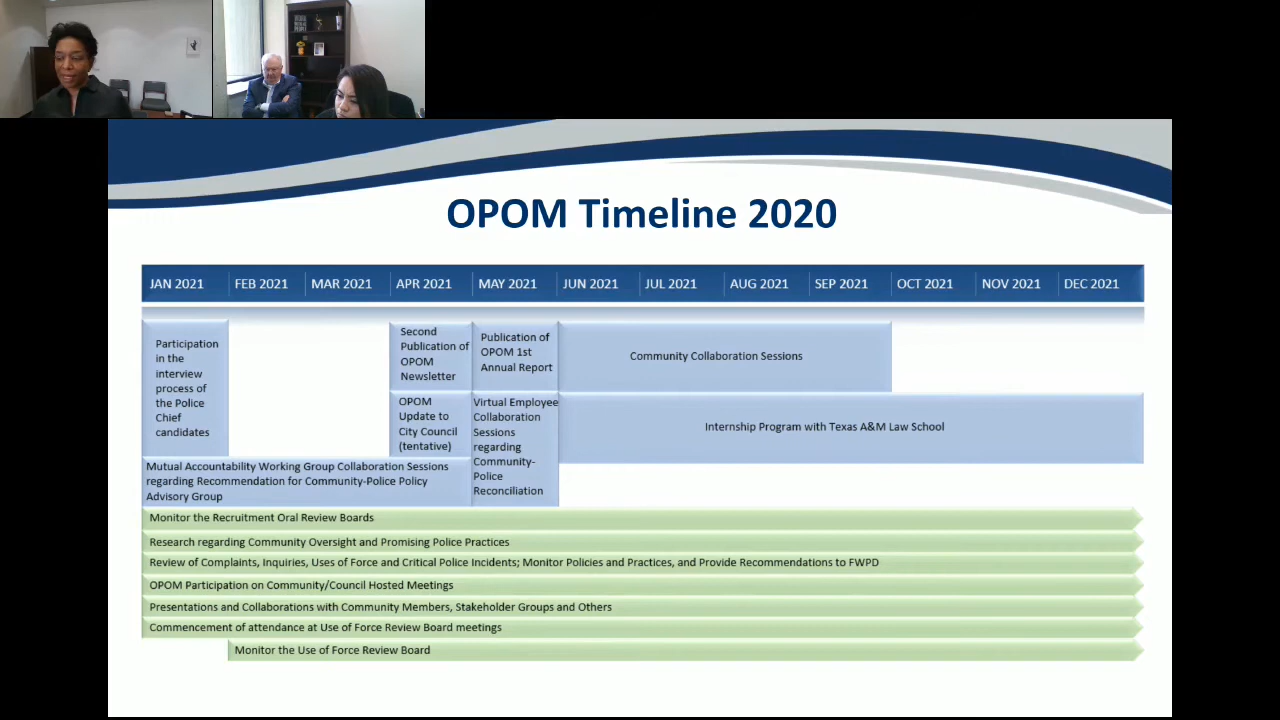 OPOM Timeline 2020
JAN 2021 FEB 2021 MAR 2021 APR 2021 MAY 2021 JUN 2021 JUL 2021 AUG 2021 SEP 2021 OCT 2021 NOV 2021 DEC 2021
Participation
in the
interview
process of
the Police
Chief
candidates
Second
Publication of
OPOM
Newsletter
Publication of
OPOM 1st
Annual Report
Community Collaboration Sessions
OPOM
Update to
City Council
(tentative)
Virtual Employee
Collaboration
Sessions
regarding
Community-
Police
Reconciliation
Internship Program with Texas A&M Law School
Mutual Accountability Working Group Collaboration Sessions
regarding Recommendation for Community-Police Policy
Advisory Group
Monitor the Recruitment Oral Review Boards
Research regarding Community Oversight and Promising Police Practices
Review of Complaints, Inquiries, Uses of Force and Critical Police Incidents; Monitor Policies and Practices, and Provide Recommendations to FWPD
OPOM Participation on Community/Council Hosted Meetings
Presentations and Collaborations with Community Members, Stakeholder Groups and Others
Commencement of attendance at Use of Force Review Board meetings
Monitor the Use of Force Review Board